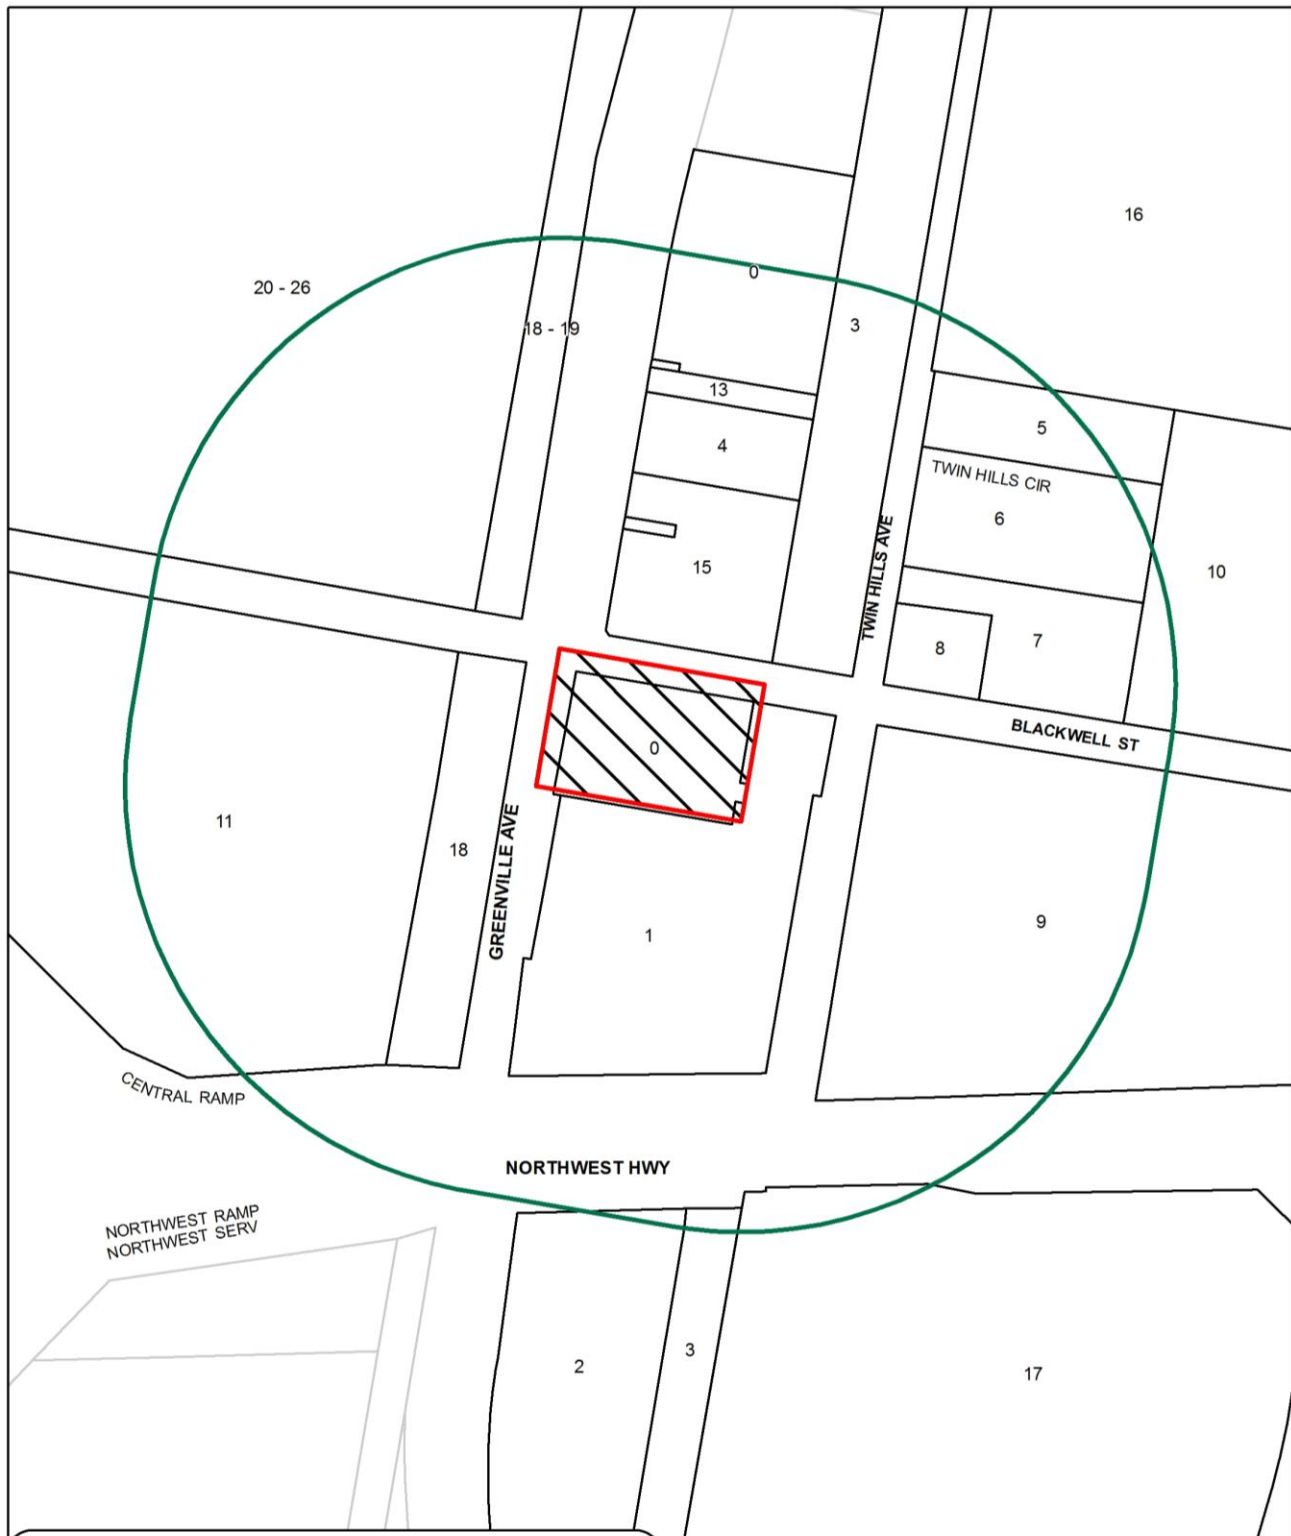 16
0
20 - 26
18 - 19
3
13
5
4
TWIN HILLS CIR
6
15
10
TWIN HILLS AVE
8
7
BLACKWELL ST
0
11
18
GREENVILLE AVE
9
1
CENTRAL RAMP
NORTHWEST HWY
NORTHWEST RAMP
NORTHWEST SERV
3
2
17